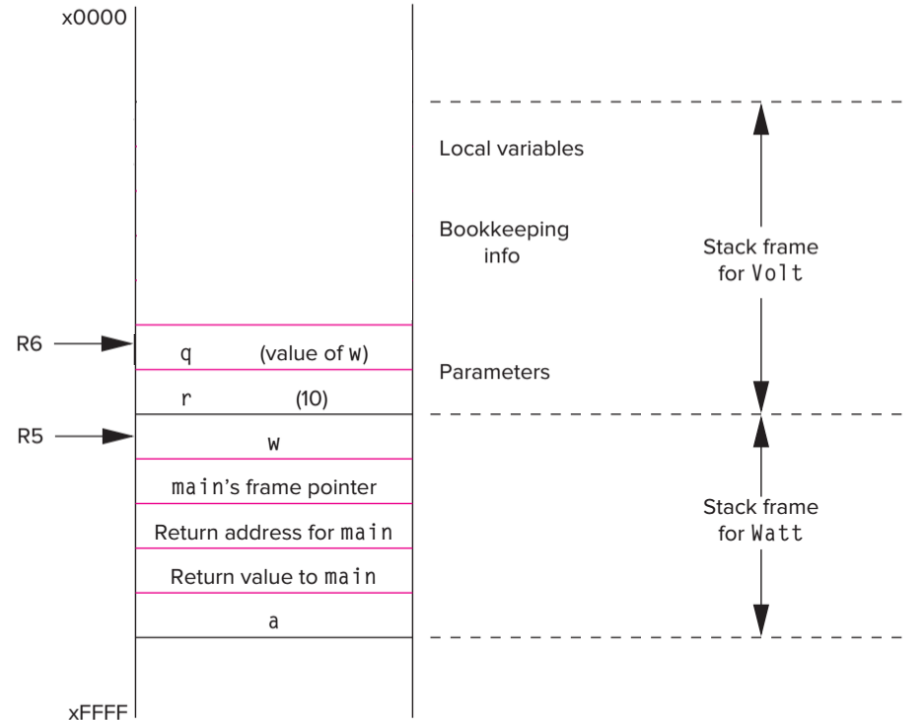 x0000
Local variables
Bookkeeping
info
Stack frame
for Volt
R6
q (value of w)
Parameters
r (10)
R5
w
main's frame pointer
Return address for main
Stack frame
for Watt
Return value to main
a
xFFFF